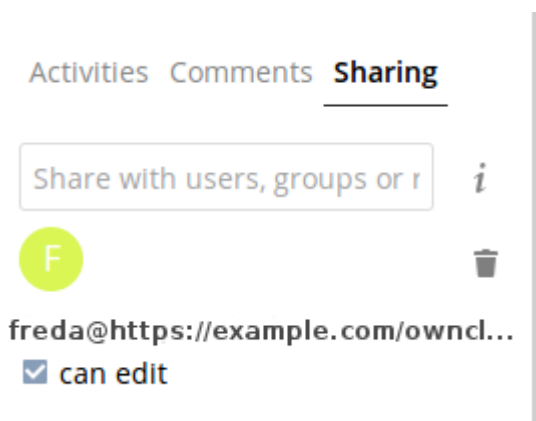 Activities Comments Sharing
Share with users, groups or r
i
F
freda@https://example.com/owncl...
can edit